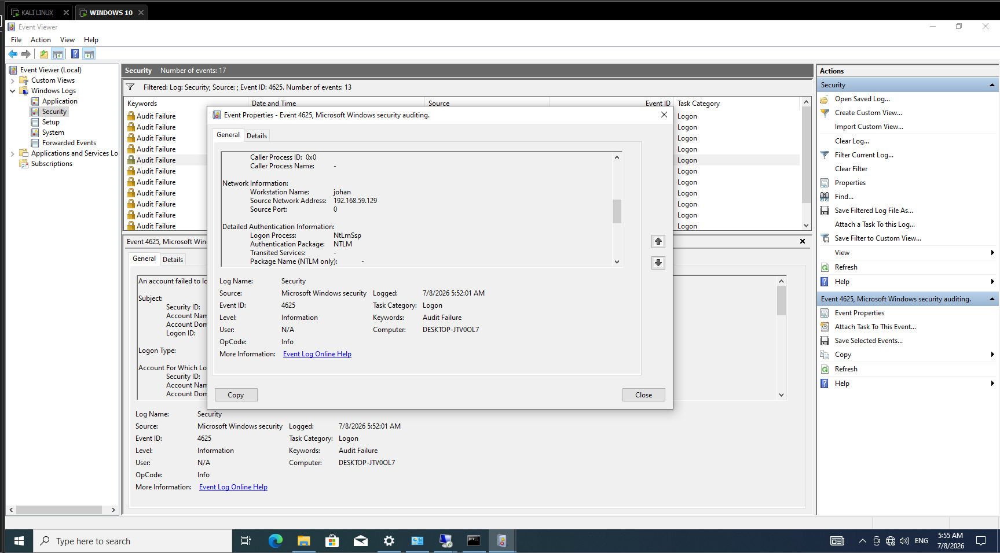 KALI LINUX
WINDOWS 10
Event Viewer
File Action View Help
Event Viewer (Local)
Custom Views
Windows Logs
Application
Security
Setup
System
Forwarded Events
Applications and Services Lo
Subscriptions
Security Number of events: 17
Filtered: Log: Security; Source: ; Event ID: 4625. Number of events: 13
Keywords Date and Time Source Event ID Task Category
Audit Failure Logon
Audit Failure Logon
Audit Failure Logon
Audit Failure Logon
Audit Failure Logon
Audit Failure Logon
Audit Failure Logon
Audit Failure Logon
Audit Failure Logon
Audit Failure Logon
Audit Failure Logon
Event Properties - Event 4625, Microsoft Windows security auditing.
General Details
Caller Process ID: 0x0
Caller Process Name: -
Network Information:
Workstation Name: johan
Source Network Address: 192.168.59.129
Source Port: 0
Detailed Authentication Information:
Logon Process: NtLmSsp
Authentication Package: NTLM
Transited Services: -
Package Name (NTLM only): -
Log Name: Security
Source: Microsoft Windows security Logged: 7/8/2026 5:52:01 AM
Event ID: 4625 Task Category: Logon
Level: Information Keywords: Audit Failure
User: N/A Computer: DESKTOP-JTV0OL7
OpCode: Info
More Information: Event Log Online Help
Copy Close
Event 4625, Microsoft Win
General Details
An account failed to lo
Subject:
Security ID:
Account Nam
Account Dom
Logon ID:
Logon Type:
Account For Which Lo
Security ID:
Account Nam
Account Dom
Log Name: Security
Source: Microsoft Windows security Logged: 7/8/2026 5:52:01 AM
Event ID: 4625 Task Category: Logon
Level: Information Keywords: Audit Failure
User: N/A Computer: DESKTOP-JTV0OL7
OpCode: Info
More Information: Event Log Online Help
Actions
Security
Open Saved Log...
Create Custom View...
Import Custom View...
Clear Log...
Filter Current Log...
Clear Filter
Properties
Find...
Save Filtered Log File As...
Attach a Task To this Log...
Save Filter to Custom View...
View
Refresh
Help
Event 4625, Microsoft Windows security auditing.
Event Properties
Attach Task To This Event...
Save Selected Events...
Copy
Refresh
Help
Type here to search
ENG
5:55 AM
7/8/2026